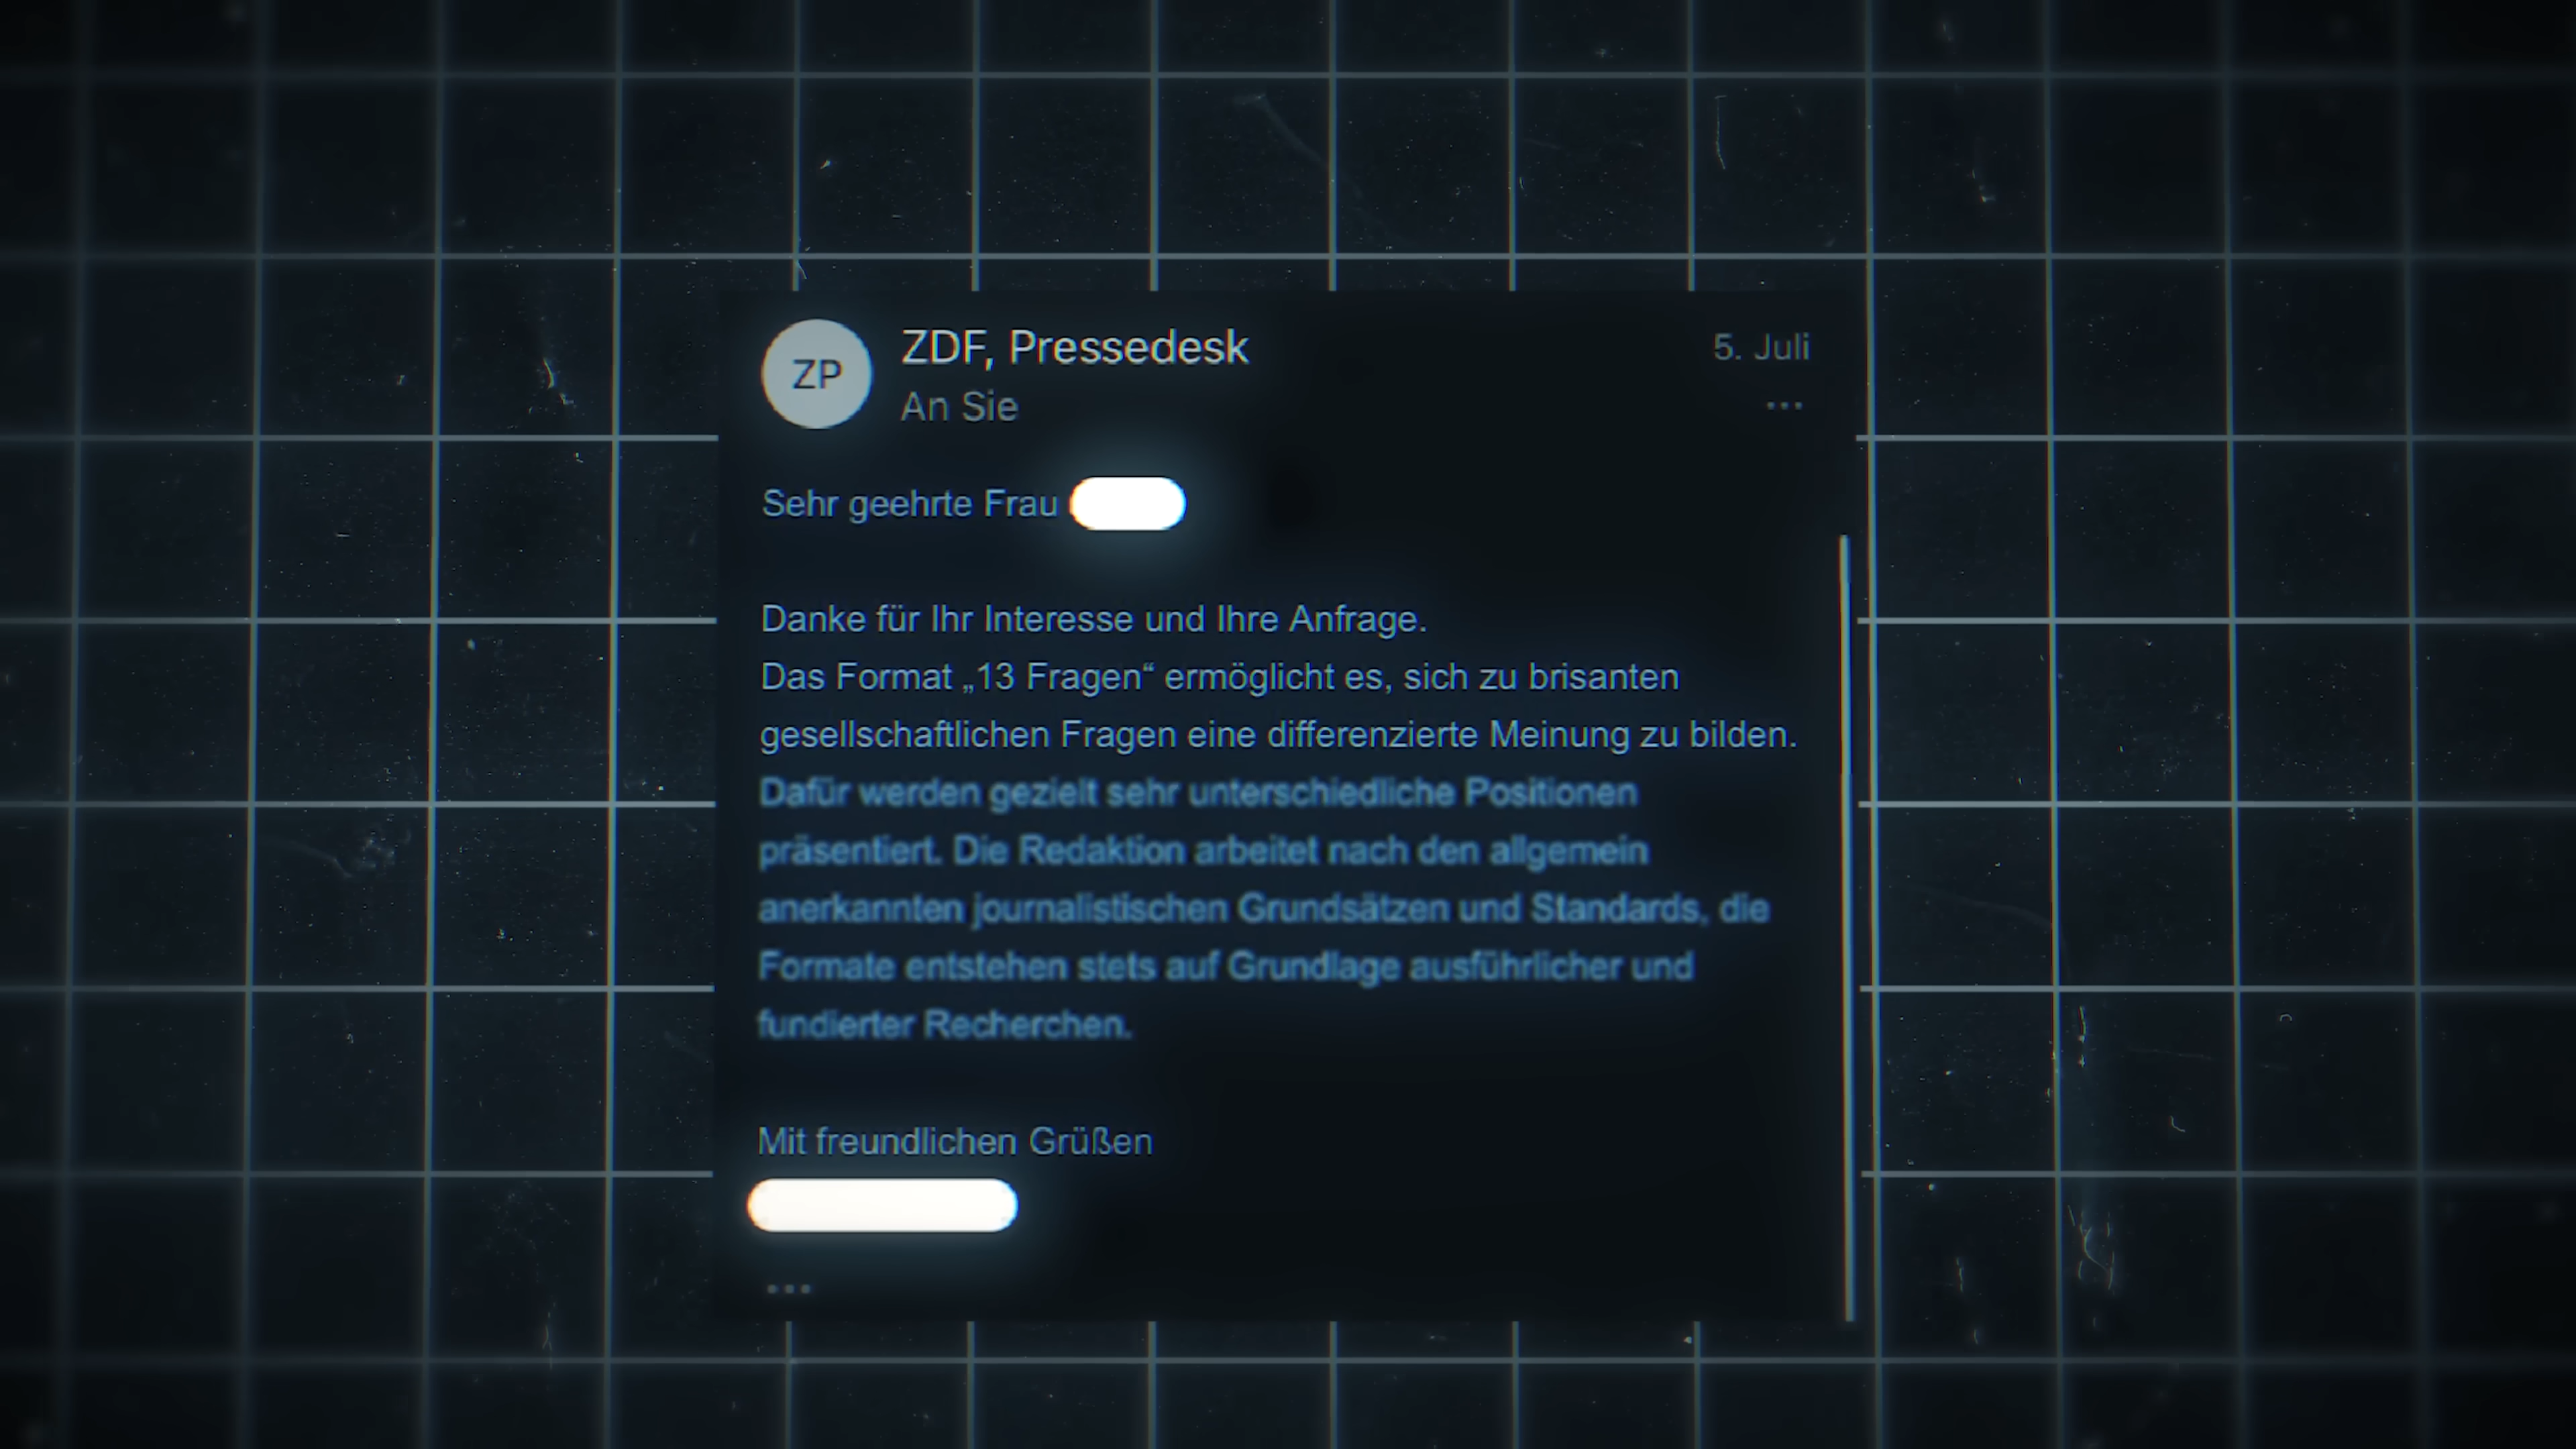 ZP
ZDF, Pressedesk
5. Juli
An Sie
...
Sehr geehrte Frau
Danke für Ihr Interesse und Ihre Anfrage.
Das Format „13 Fragen“ ermöglicht es, sich zu brisanten
gesellschaftlichen Fragen eine differenzierte Meinung zu bilden.
Dafür werden gezielt sehr unterschiedliche Positionen
präsentiert. Die Redaktion arbeitet nach den allgemein
anerkannten journalistischen Grundsätzen und Standards, die
Formate entstehen stets auf Grundlage ausführlicher und
fundierter Recherchen.
Mit freundlichen Grüßen
...